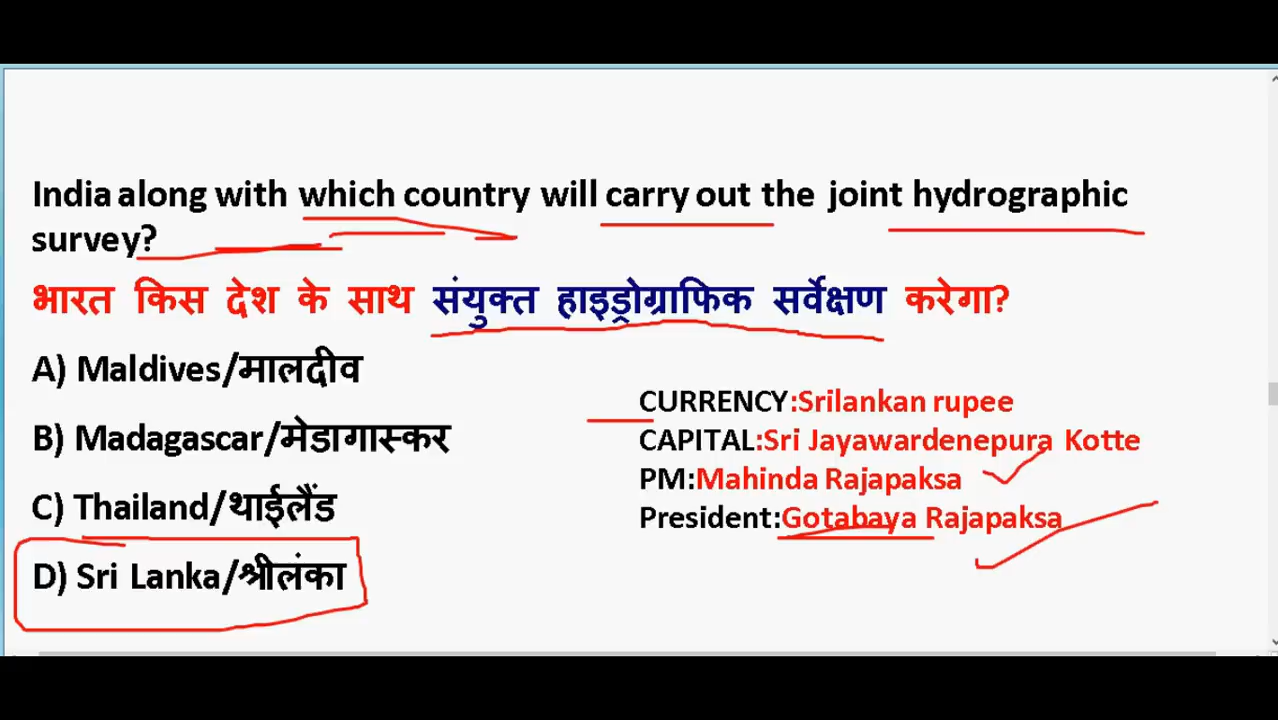 India along with which country will carry out the joint hydrographic
survey?
भारत किस देश के साथ संयुक्त हाइड्रोग्राफिक सर्वेक्षण करेगा?
A) Maldives/मालदीव
B) Madagascar/मेडागास्कर
C) Thailand/थाईलैंड
D) Sri Lanka/श्रीलंका
CURRENCY:Srilankan rupee
CAPITAL:Sri Jayawardenepura Kotte
PM:Mahinda Rajapaksa
President:Gotabaya Rajapaksa